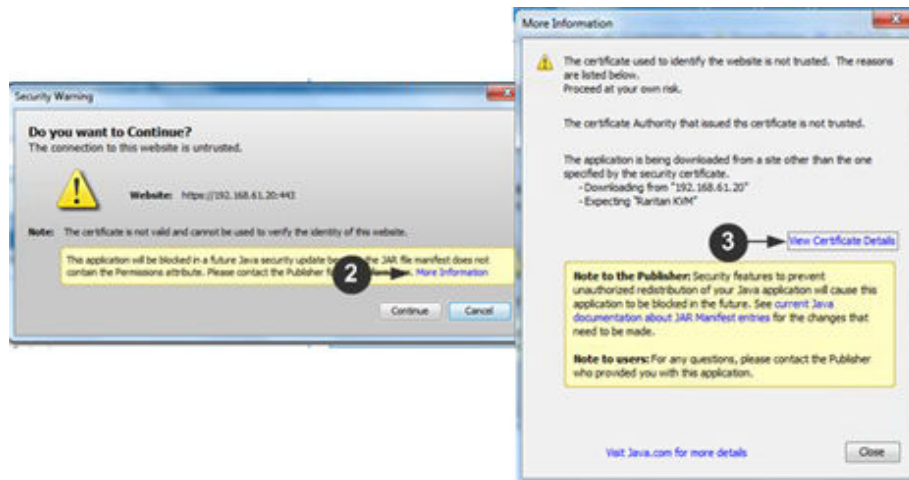 Security Warning
Do you want to Continue?
The connection to this website is untrusted.
Website: https://192.168.61.20:443
Note: The certificate is not valid and cannot be used to verify the identity of this website.
This application will be blocked in a future Java security update the JAR file manifest does not
contain the Permissions attribute. Please contact the Publisher More Information
2
Continue Cancel
More Information
The certificate used to identify the website is not trusted. The reasons
are listed below.
Proceed at your own risk.
The certificate Authority that issued ths certificate is not trusted.
The application is being downloaded from a site other than the one
specified by the security certificate.
- Downloading from "192.168.61.20"
- Expecting "Raritan KVM"
3
View Certificate Details
Note to the Publisher: Security features to prevent
unauthorized redistribution of your Java application will cause this
application to be blocked in the future. See current Java
documentation about JAR Manifest entries for the changes that
need to be made.
Note to users: For any questions, please contact the Publisher
who provided you with this application.
Visit Java.com for more details
Close